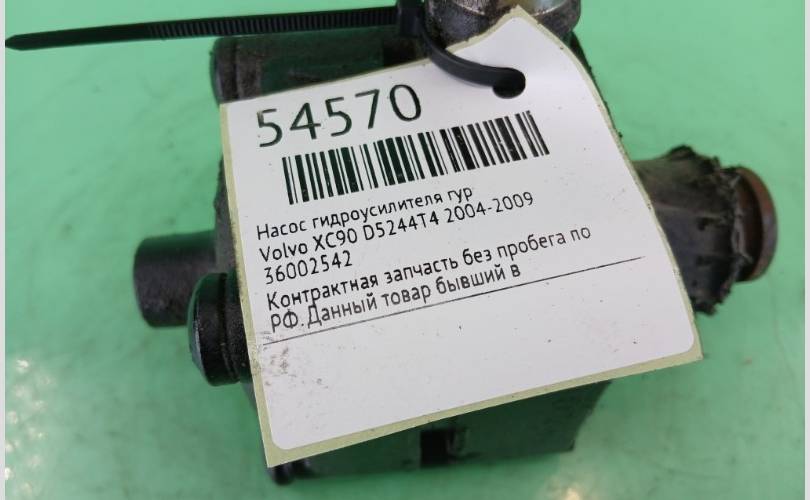 54570
Насос гидроусилителя гур
Volvo XC90 D5244T4 2004-2009
36002542
Контрактная запчасть без пробега по
РФ. Данный товар бывший в